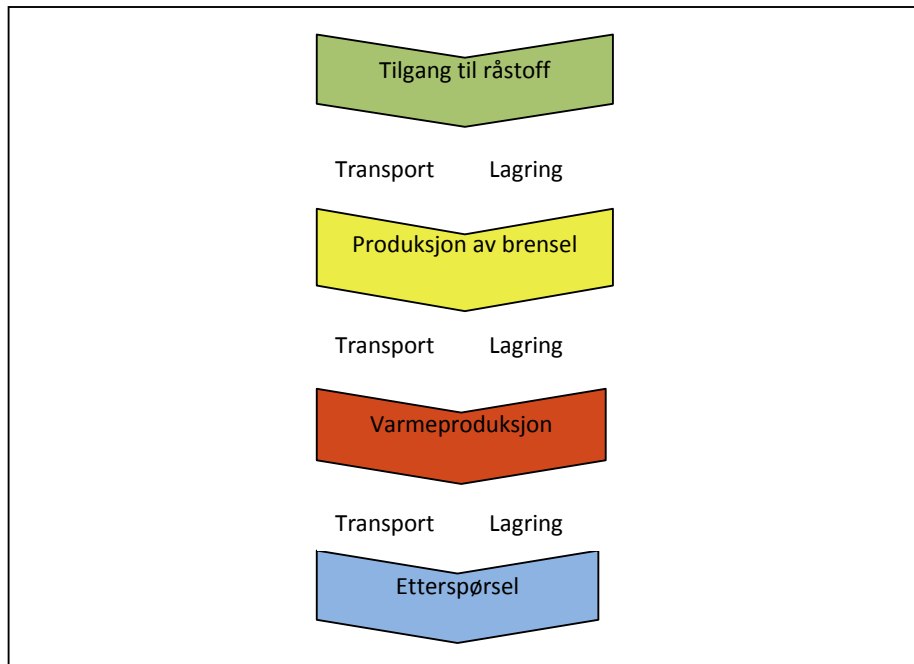 Tilgang til råstoff
Transport Lagring
Produksjon av brensel
Transport Lagring
Varmeproduksjon
Transport Lagring
Etterspørsel